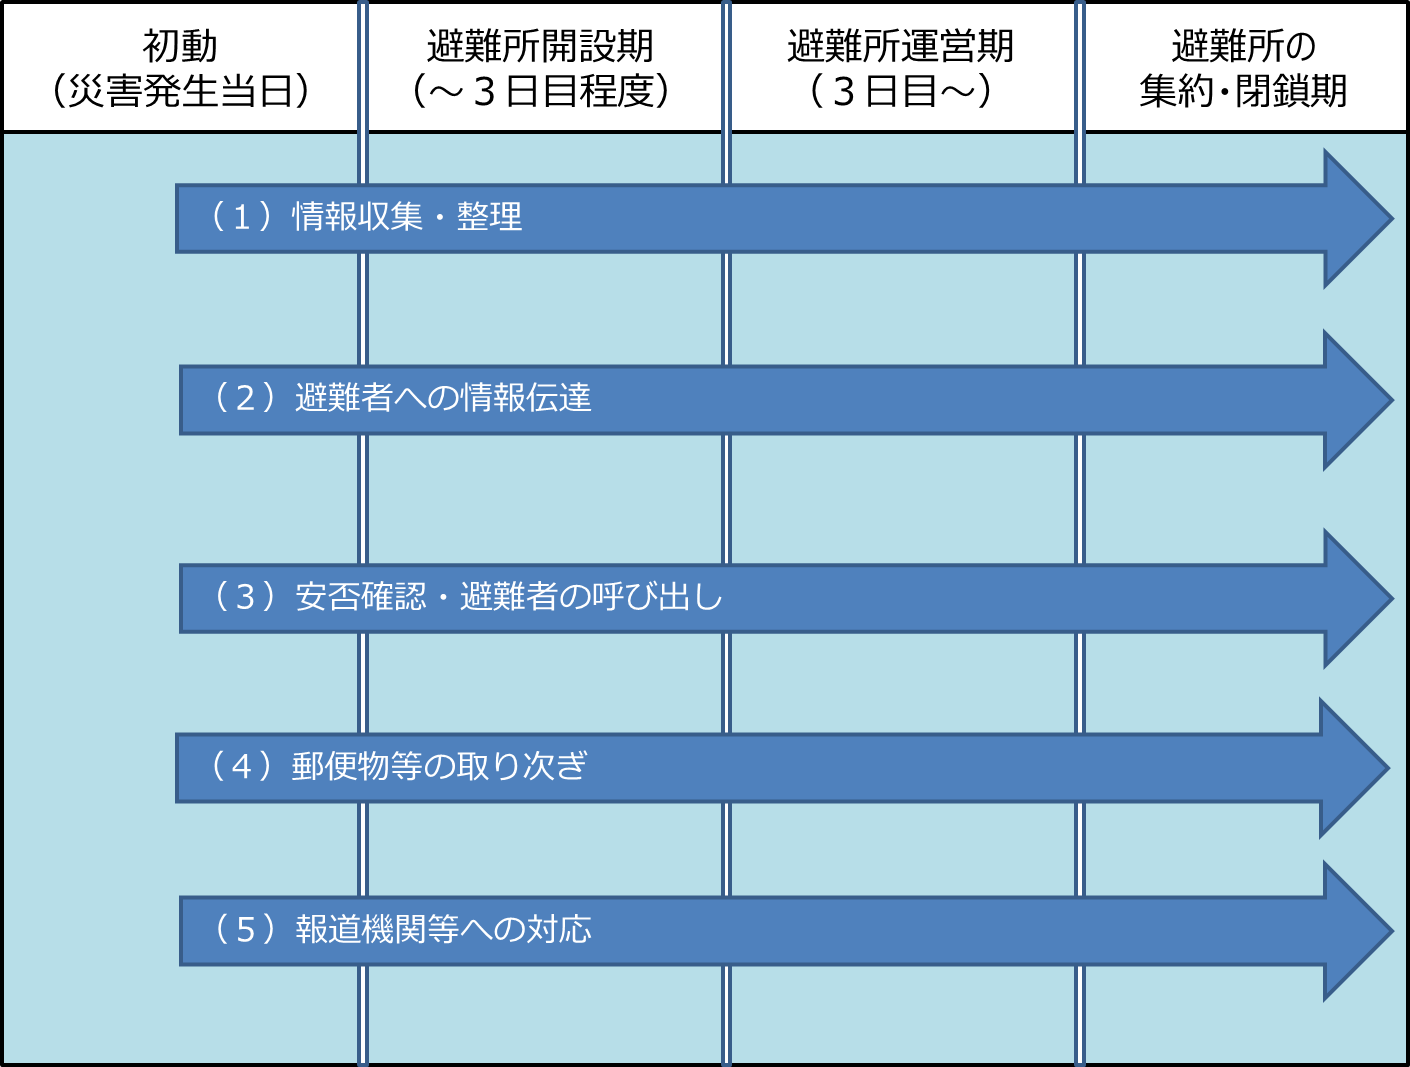 初動
（災害発生当日）
避難所開設期
（～３日目程度）
避難所運営期
（３日目～）
避難所の
集約･閉鎖期
（１）情報収集・整理
（２）避難者への情報伝達
（３）安否確認・避難者の呼び出し
（４）郵便物等の取り次ぎ
（５）報道機関等への対応